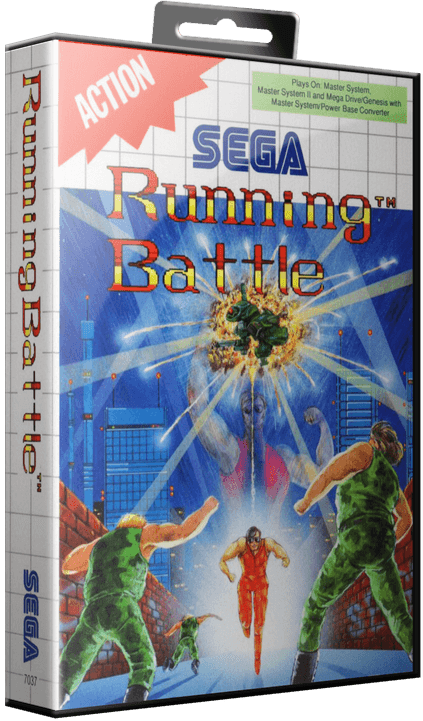 ACTION
Plays On: Master System,
Master System II and Mega Drive/Genesis with
Master System/Power Base Converter
SEGA
Running™
Battle
Running Battle™
SEGA
7037